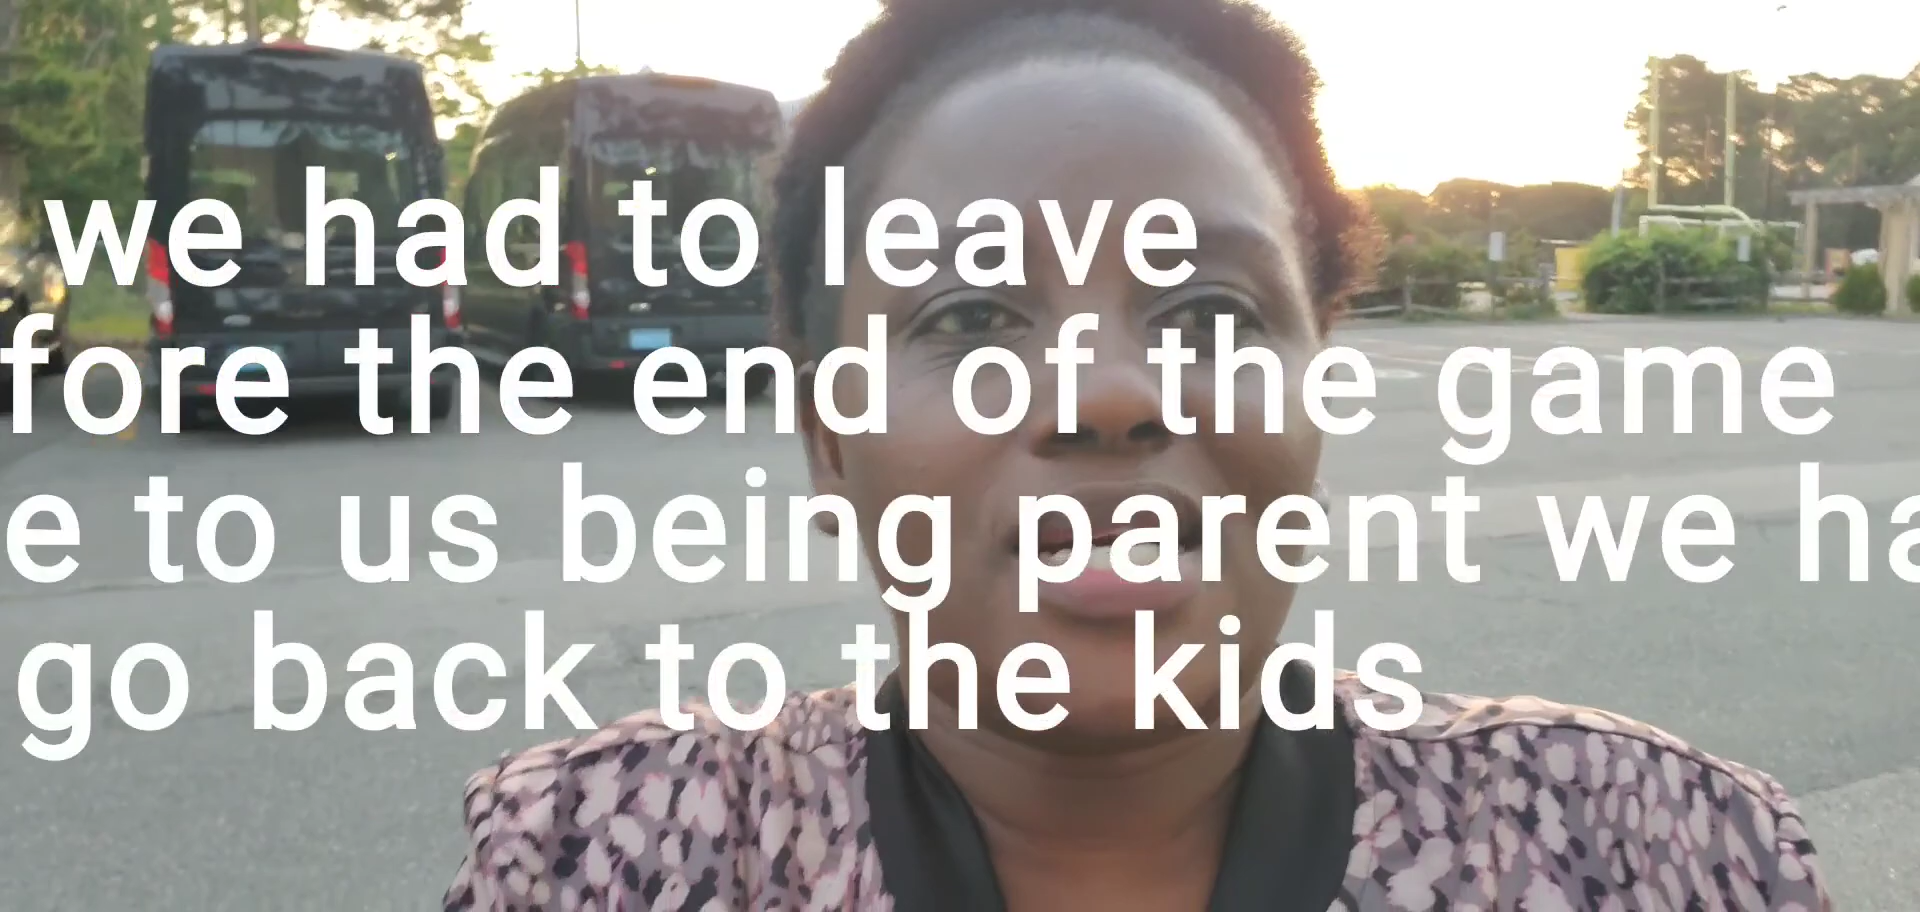 we had to leave
fore the end of the game
e to us being parent we ha
go back to the kids